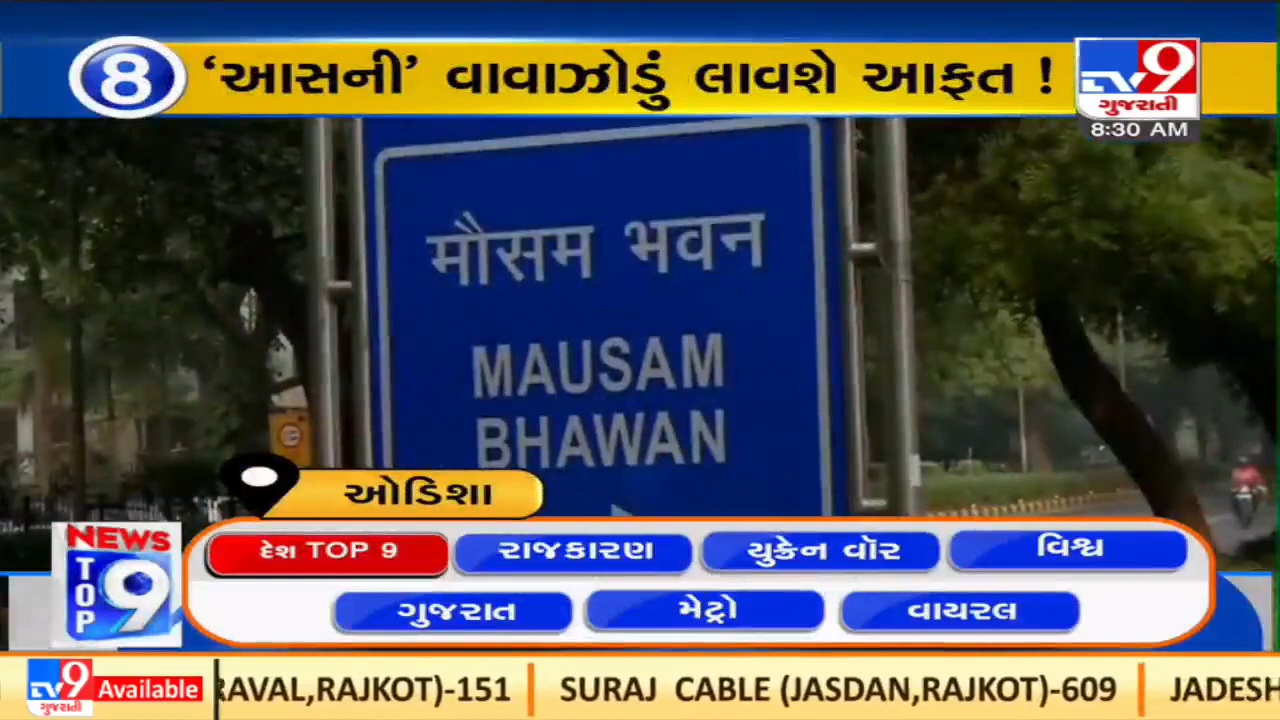 8 ‘આસની’ વાવાઝોડું લાવશે આફત !
TV9
ગુજરાતી
8:30 AM
मौसम भवन
MAUSAM
BHAWAN
ઓડિશા
NEWS
TOP 9
દેશ TOP 9 રાજકારણ યુક્રેન વૉર વિશ્વ
ગુજરાત મેટ્રો વાયરલ
TV9 ગુજરાતી Available RAVAL,RAJKOT)-151 | SURAJ CABLE (JASDAN,RAJKOT)-609 | JADESH